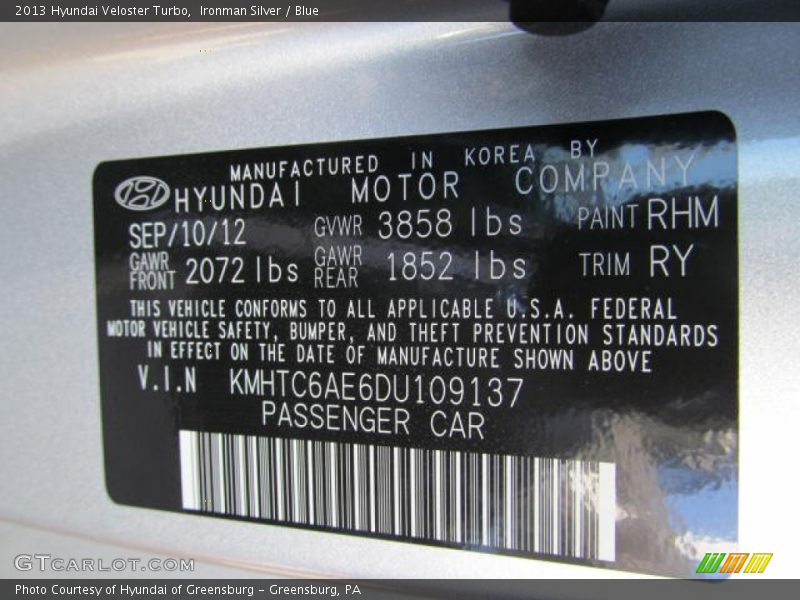 2013 Hyundai Veloster Turbo, Ironman Silver / Blue
MANUFACTURED IN KOREA BY
HYUNDAI MOTOR COMPANY
SEP/10/12 GVWR 3858 lbs PAINT RHM
GAWR FRONT 2072 lbs GAWR REAR 1852 lbs TRIM RY
THIS VEHICLE CONFORMS TO ALL APPLICABLE U.S.A. FEDERAL
MOTOR VEHICLE SAFETY, BUMPER, AND THEFT PREVENTION STANDARDS
IN EFFECT ON THE DATE OF MANUFACTURE SHOWN ABOVE
V.I.N KMHTC6AE6DU109137
PASSENGER CAR
GTCARLOT.COM
Photo Courtesy of Hyundai of Greensburg - Greensburg, PA